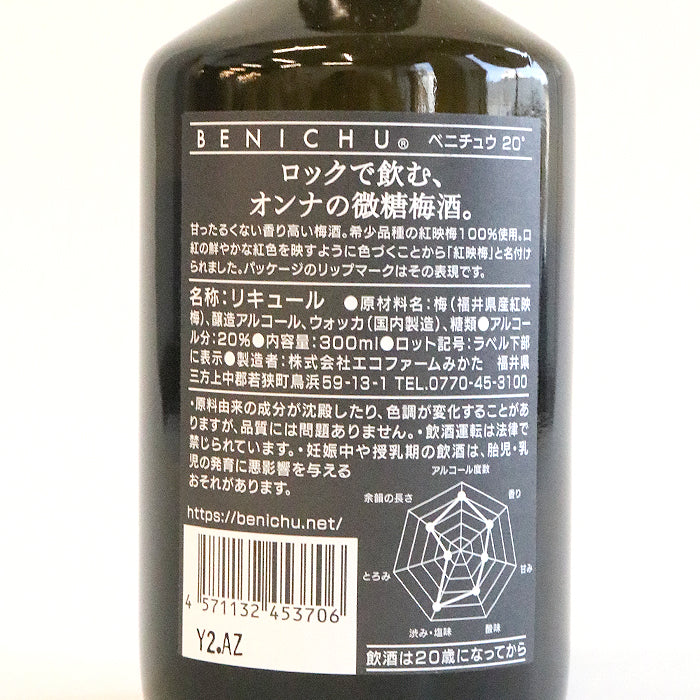 BENICHU® ベニチュウ 20°
ロックで飲む、
オンナの微糖梅酒。
甘ったるくない香り高い梅酒。希少品種の紅映梅100%使用。口
紅の鮮やかな紅色を映すように色づくことから「紅映梅」と名付け
られました。パッケージのリップマークはその表現です。
名称：リキュール ●原材料名：梅（福井県産紅映
梅）、醸造アルコール、ウォッカ（国内製造）、糖類●アルコー
ル分：20%●内容量：300ml●ロット記号：ラベル下部
に表示●製造者：株式会社エコファームみかた 福井県
三方上中郡若狭町鳥浜59-13-1 TEL.0770-45-3100
・原料由来の成分が沈殿したり、色調が変化することがあ
りますが、品質には問題ありません。・飲酒運転は法律で
禁じられています。・妊娠中や授乳期の飲酒は、胎児・乳
児の発育に悪影響を与える
おそれがあります。
https://benichu.net/
アルコール度数
香り
甘み
酸味
渋み・塩味
とろみ
余韻の長さ
4 571132 453706
Y2.AZ
飲酒は20歳になってから